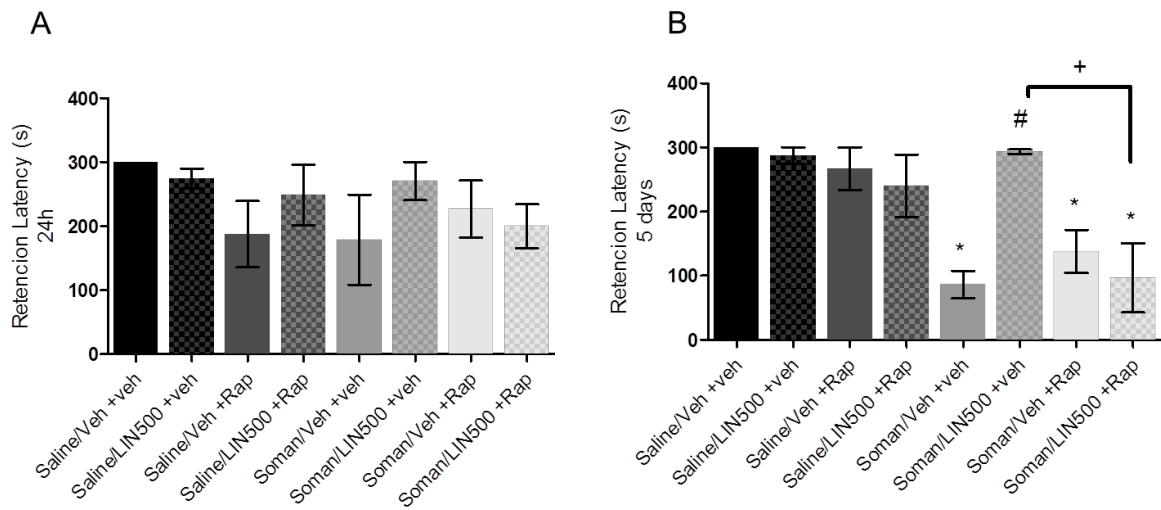 A
Retencion Latency (s)
24h
400
300
200
100
0
Saline/Veh +veh
Saline/LIN500 +veh
Saline/Veh +Rap
Saline/LIN500 +Rap
Soman/Veh +veh
Soman/LIN500 +veh
Soman/Veh +Rap
Soman/LIN500 +Rap
B
Retencion Latency (s)
5 days
400
300
200
100
0
+
#
*
*
*
Saline/Veh +veh
Saline/LIN500 +veh
Saline/Veh +Rap
Saline/LIN500 +Rap
Soman/Veh +veh
Soman/LIN500 +veh
Soman/Veh +Rap
Soman/LIN500 +Rap